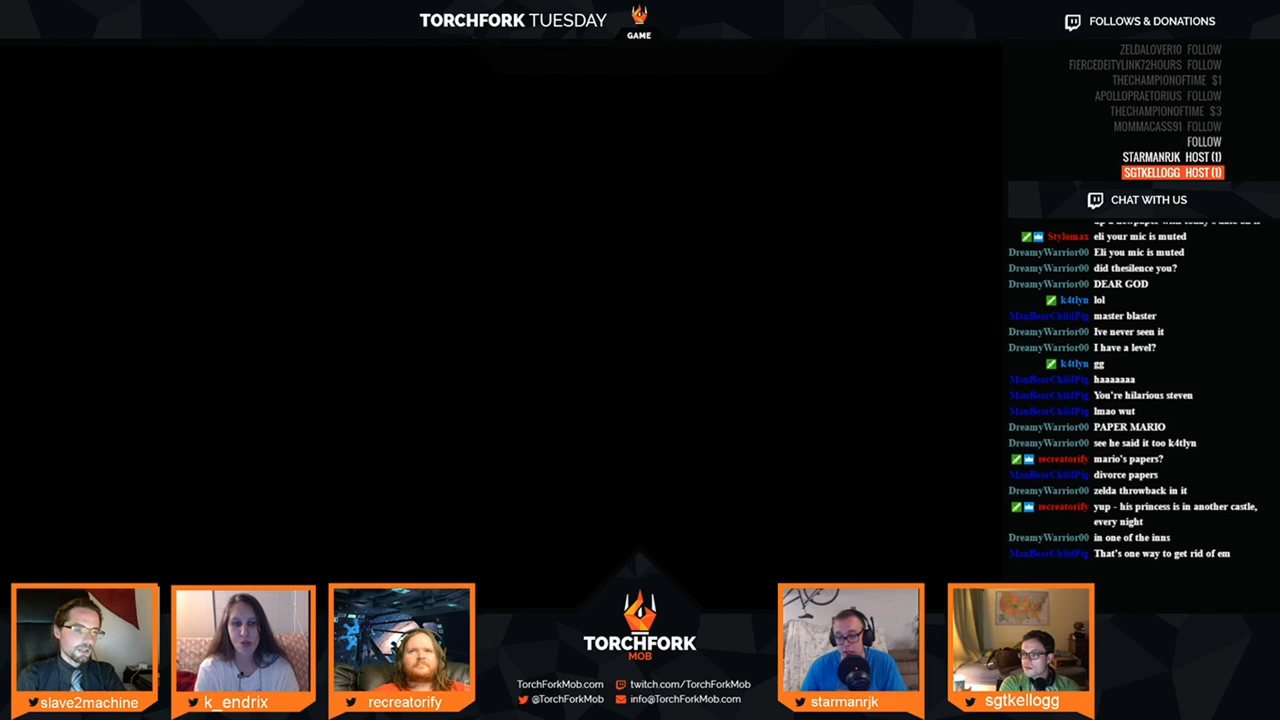 TORCHFORK TUESDAY
GAME
FOLLOWS & DONATIONS
ZELDALOVER10 FOLLOW
FIERCEDEITYLINK72HOURS FOLLOW
THECHAMPIONOFTIME $1
APOLLOPRAETORIUS FOLLOW
THECHAMPIONOFTIME $3
MOMMACASS91 FOLLOW
FOLLOW
STARMANRJK HOST (1)
SGTKELLOGG HOST (1)
CHAT WITH US
Stylomax eli your mic is muted
DreamyWarrior00 Eli you mic is muted
DreamyWarrior00 did thesilence you?
DreamyWarrior00 DEAR GOD
k4tlyn lol
ManBearChildPig master blaster
DreamyWarrior00 Ive never seen it
DreamyWarrior00 I have a level?
k4tlyn gg
ManBearChildPig haaaaaaa
ManBearChildPig You're hilarious steven
ManBearChildPig lmao wut
DreamyWarrior00 PAPER MARIO
DreamyWarrior00 see he said it too k4tlyn
recreatorify mario's papers?
ManBearChildPig divorce papers
DreamyWarrior00 zelda throwback in it
recreatorify yup - his princess is in another castle,
every night
DreamyWarrior00 in one of the inns
ManBearChildPig That's one way to get rid of em
TORCHFORK
MOB
TorchForkMob.com twitch.com/TorchForkMob
@TorchForkMob info@TorchForkMob.com
slave2machine
k_endrix
recreatorify
starmanrjk
sgtkellogg